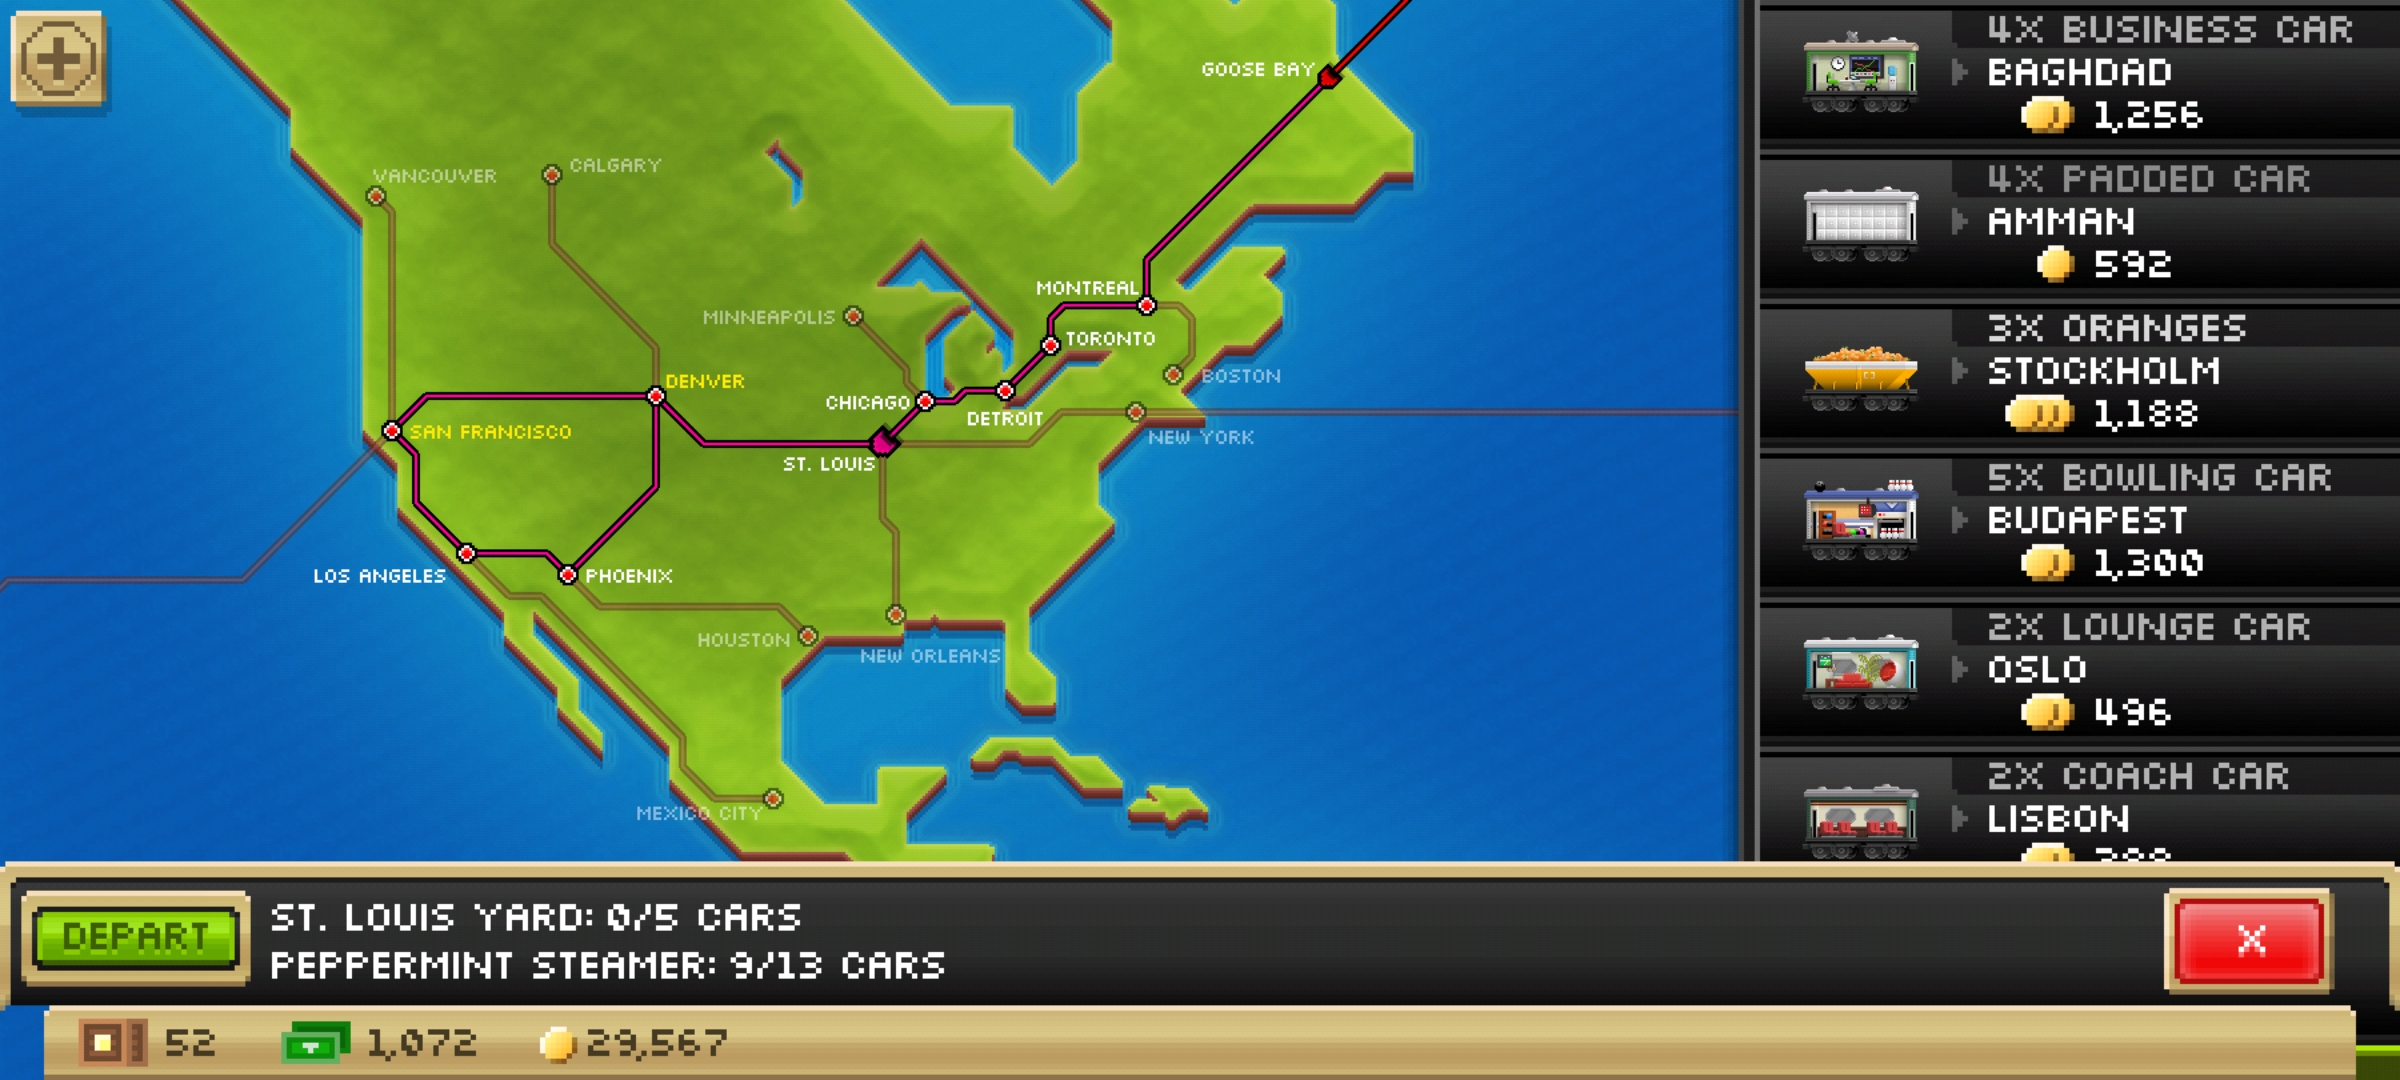 GOOSE BAY
VANCOUVER
CALGARY
MONTREAL
MINNEAPOLIS
TORONTO
DENVER
BOSTON
CHICAGO
DETROIT
SAN FRANCISCO
NEW YORK
ST. LOUIS
LOS ANGELES
PHOENIX
HOUSTON
NEW ORLEANS
MEXICO CITY
4X BUSINESS CAR
BAGHDAD
1,256
4X PADDED CAR
AMMAN
592
3X ORANGES
STOCKHOLM
1,188
5X BOWLING CAR
BUDAPEST
1,300
2X LOUNGE CAR
OSLO
496
2X COACH CAR
LISBON
DEPART
ST. LOUIS YARD: 0/5 CARS
PEPPERMINT STEAMER: 9/13 CARS
X
52
1,072
29,567